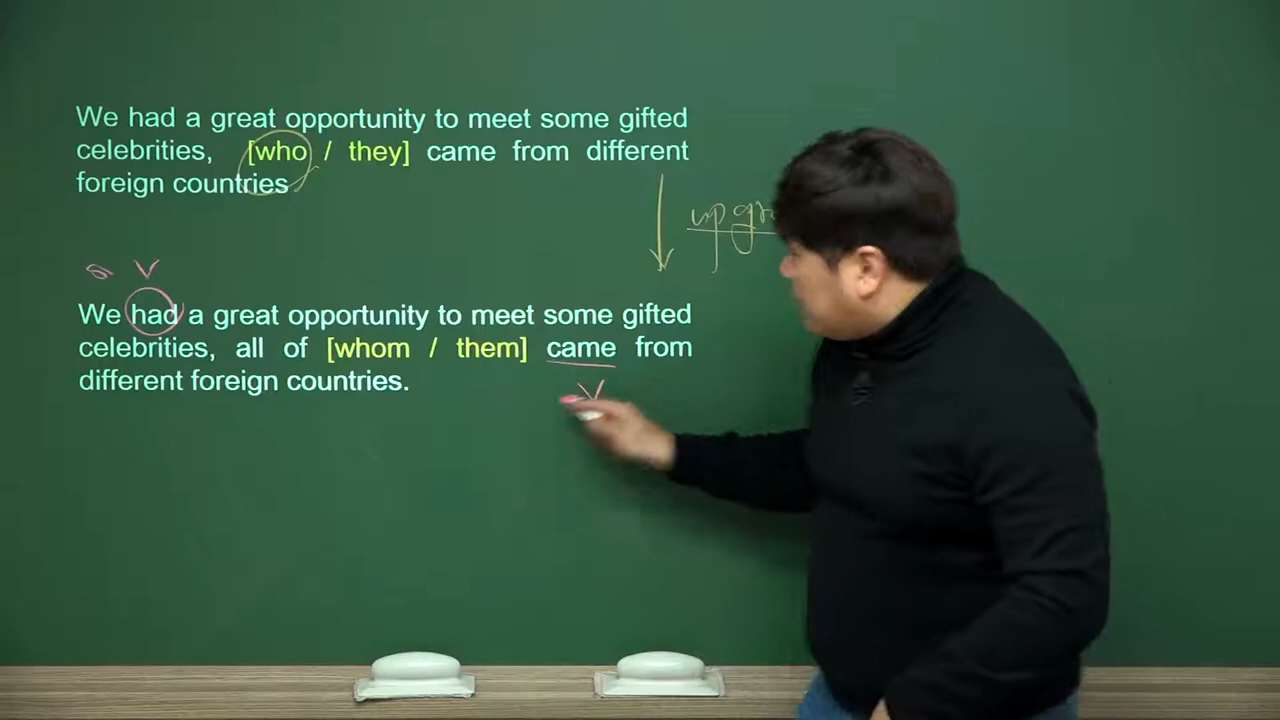 We had a great opportunity to meet some gifted
celebrities, [who / they] came from different
foreign countries
S V
We had a great opportunity to meet some gifted
celebrities, all of [whom / them] came from
different foreign countries.
V